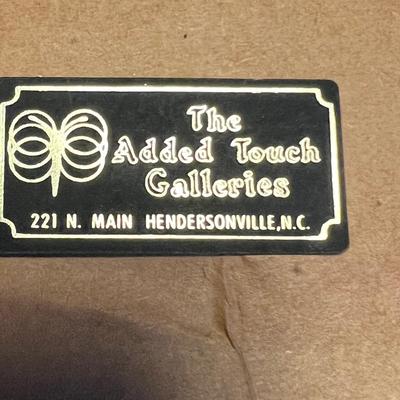 The
Added Touch
Galleries
221 N. MAIN HENDERSONVILLE,N.C.